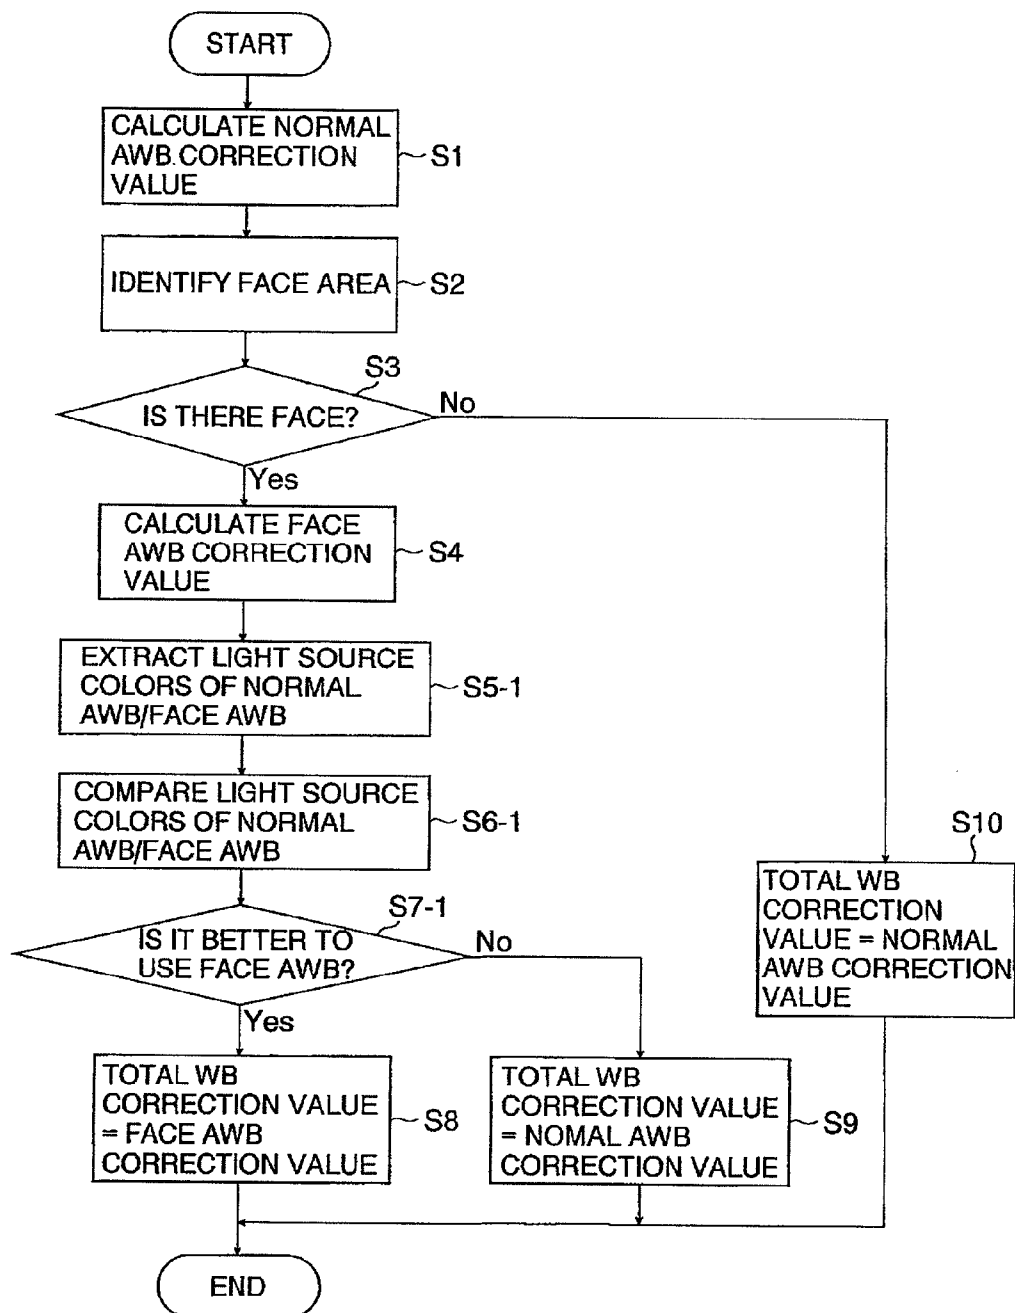 START
CALCULATE NORMAL
AWB.CORRECTION
VALUE
S1
IDENTIFY FACE AREA
S2
S3
IS THERE FACE?
No
Yes
CALCULATE FACE
AWB CORRECTION
VALUE
S4
EXTRACT LIGHT SOURCE
COLORS OF NORMAL
AWB/FACE AWB
S5-1
COMPARE LIGHT SOURCE
COLORS OF NORMAL
AWB/FACE AWB
S6-1
S7-1
IS IT BETTER TO
USE FACE AWB?
No
Yes
TOTAL WB
CORRECTION VALUE
= FACE AWB
CORRECTION VALUE
S8
TOTAL WB
CORRECTION VALUE
= NOMAL AWB
CORRECTION VALUE
S9
S10
TOTAL WB
CORRECTION
VALUE = NORMAL
AWB CORRECTION
VALUE
END